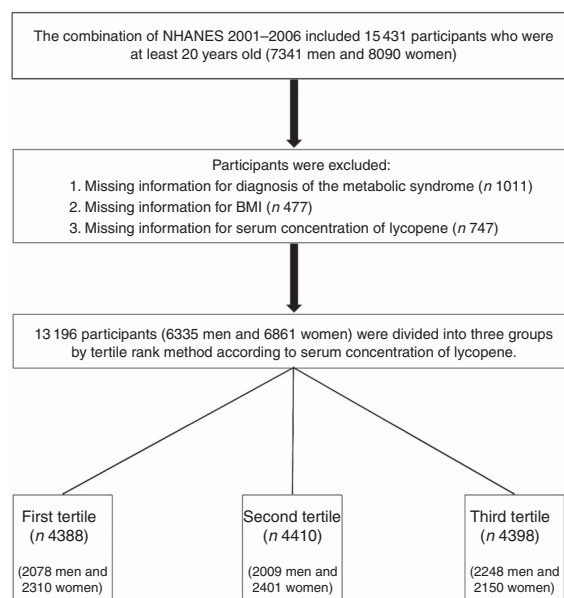 The combination of NHANES 2001–2006 included 15 431 participants who were
at least 20 years old (7341 men and 8090 women)
Participants were excluded:
1. Missing information for diagnosis of the metabolic syndrome (n 1011)
2. Missing information for BMI (n 477)
3. Missing information for serum concentration of lycopene (n 747)
13 196 participants (6335 men and 6861 women) were divided into three groups
by tertile rank method according to serum concentration of lycopene.
First tertile
(n 4388)
(2078 men and
2310 women)
Second tertile
(n 4410)
(2009 men and
2401 women)
Third tertile
(n 4398)
(2248 men and
2150 women)